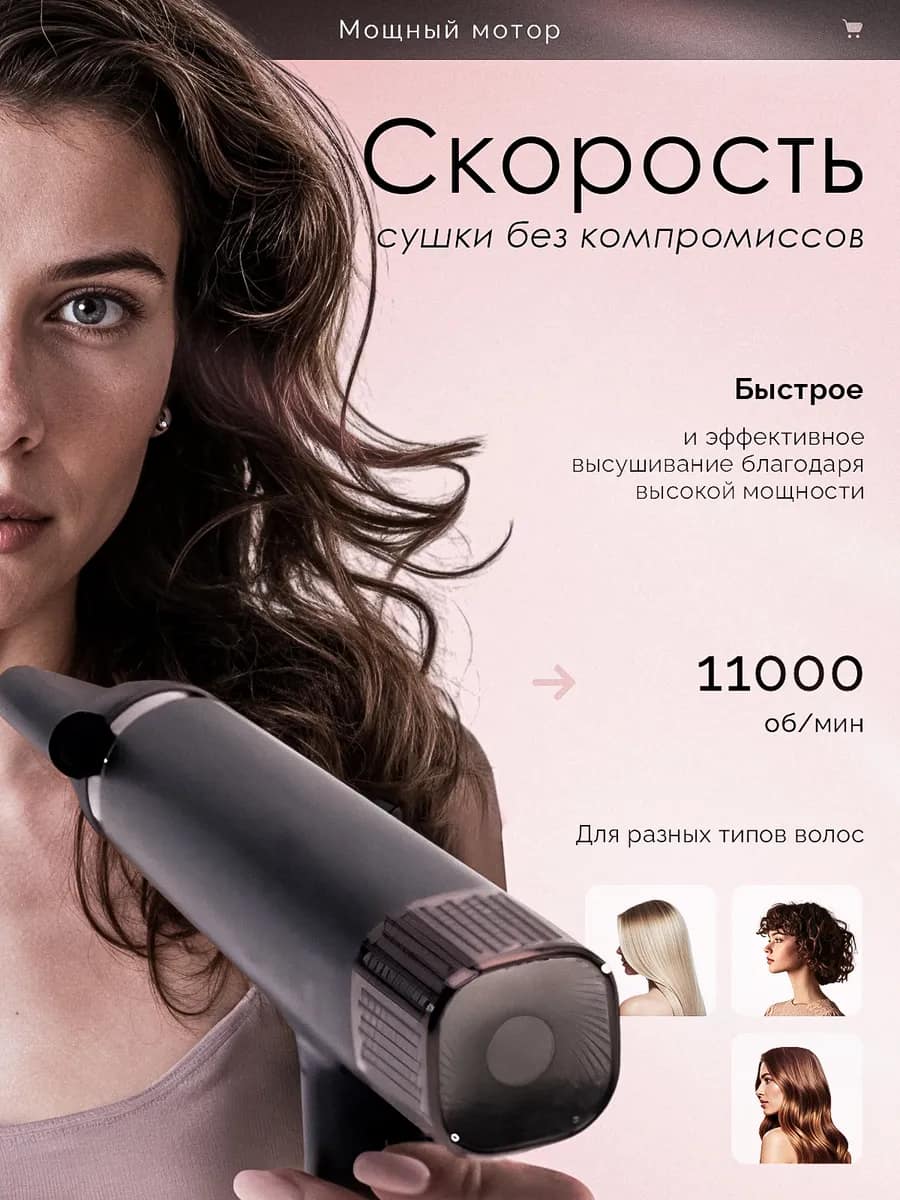 Мощный мотор
Скорость
сушки без компромиссов
Быстрое
и эффективное
высушивание благодаря
высокой мощности
11000
об/мин
Для разных типов волос